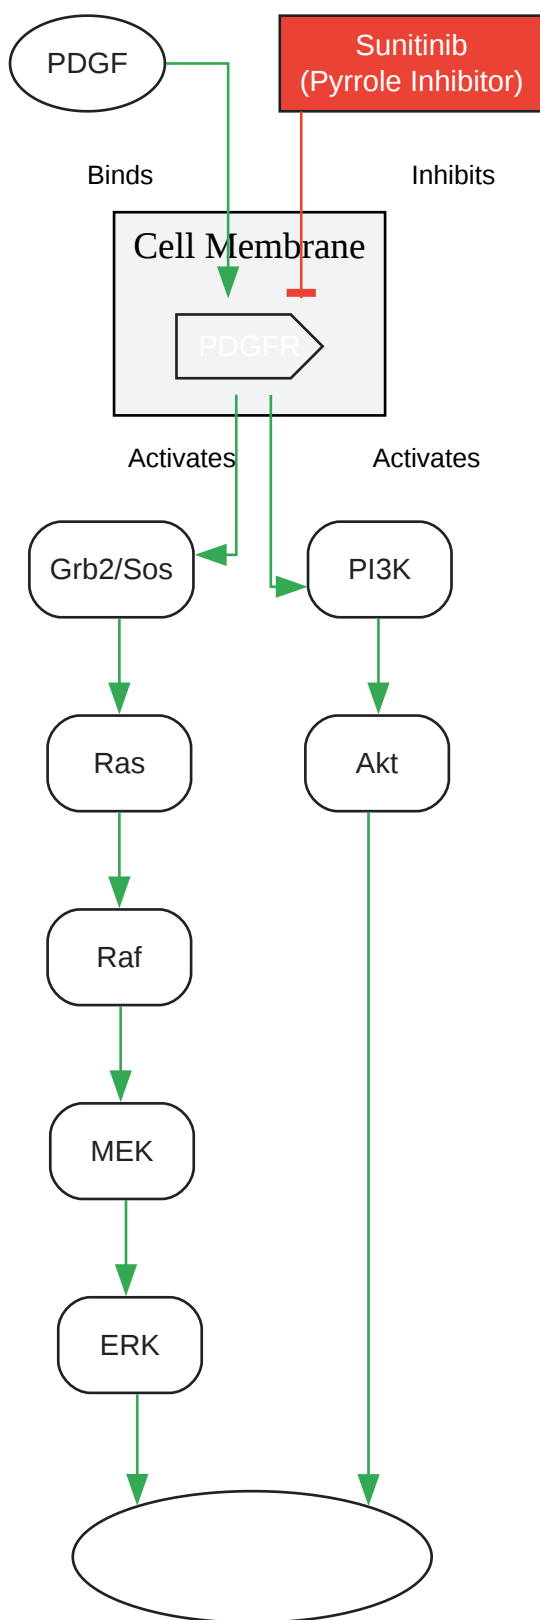 PDGF
Sunitinib
(Pyrrole Inhibitor)
Binds
Inhibits
Cell Membrane
PDGFR
Activates
Activates
Grb2/Sos
PI3K
Ras
Akt
Raf
MEK
ERK